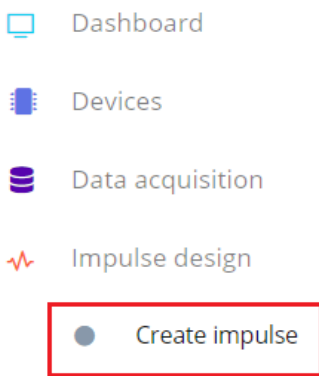 Dashboard
Devices
Data acquisition
Impulse design
Create impulse